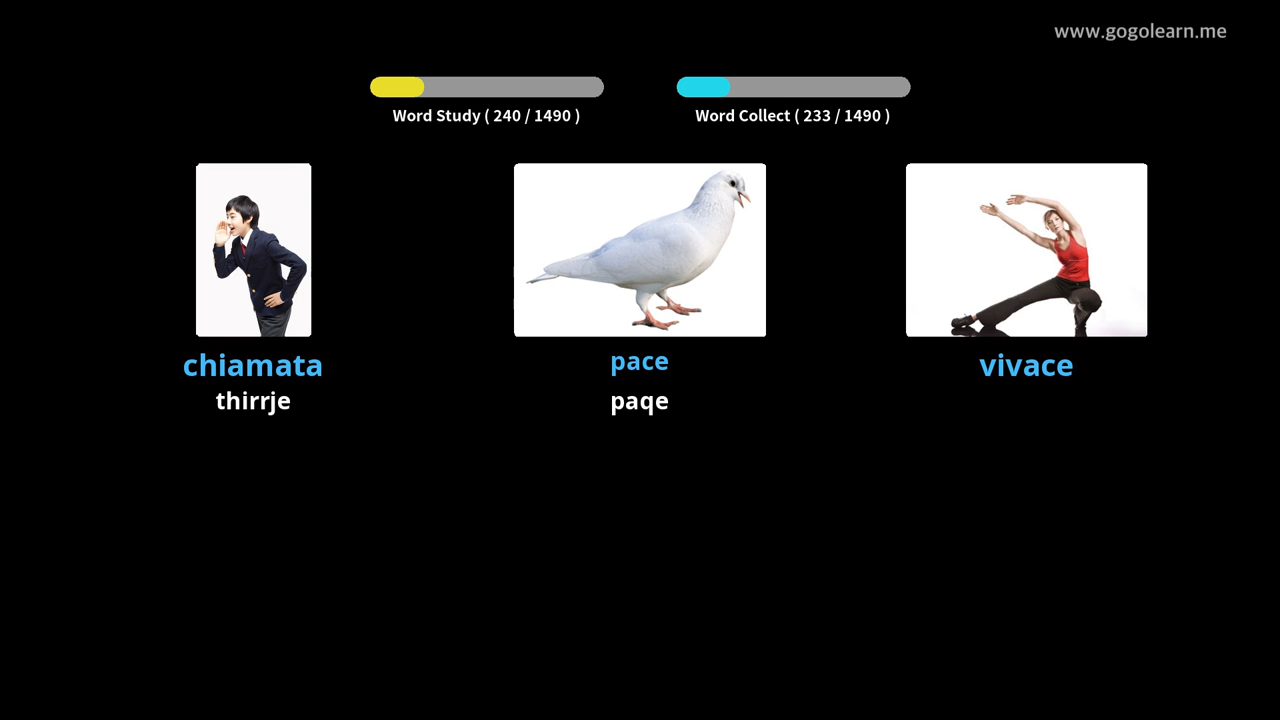 www.gogolearn.me
Word Study ( 240 / 1490 )
Word Collect ( 233 / 1490 )
chiamata
thirrje
pace
paqe
vivace